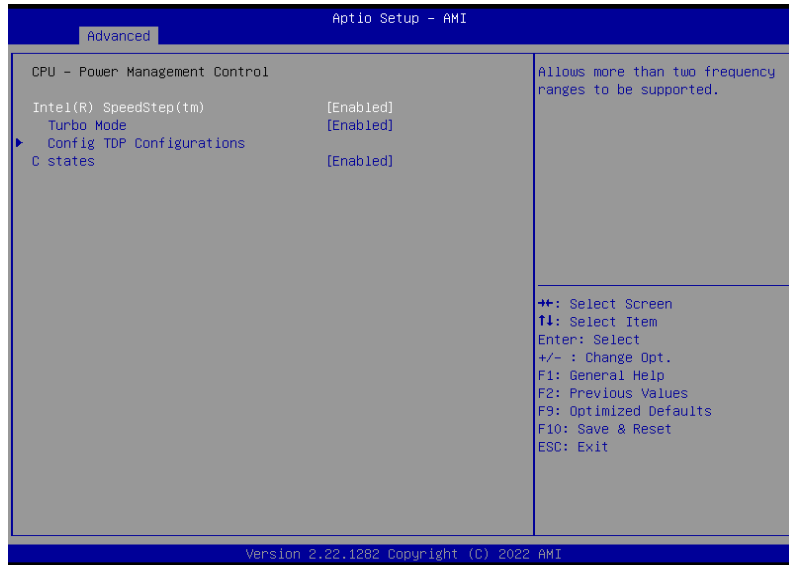 Aptio Setup – AMI
Advanced
CPU – Power Management Control
Intel(R) SpeedStep(tm) [Enabled]
Turbo Mode [Enabled]
Config TDP Configurations
C states [Enabled]
Allows more than two frequency
ranges to be supported.
→←: Select Screen
↑↓: Select Item
Enter: Select
+/– : Change Opt.
F1: General Help
F2: Previous Values
F9: Optimized Defaults
F10: Save & Reset
ESC: Exit
Version 2.22.1282 Copyright (C) 2022 AMI